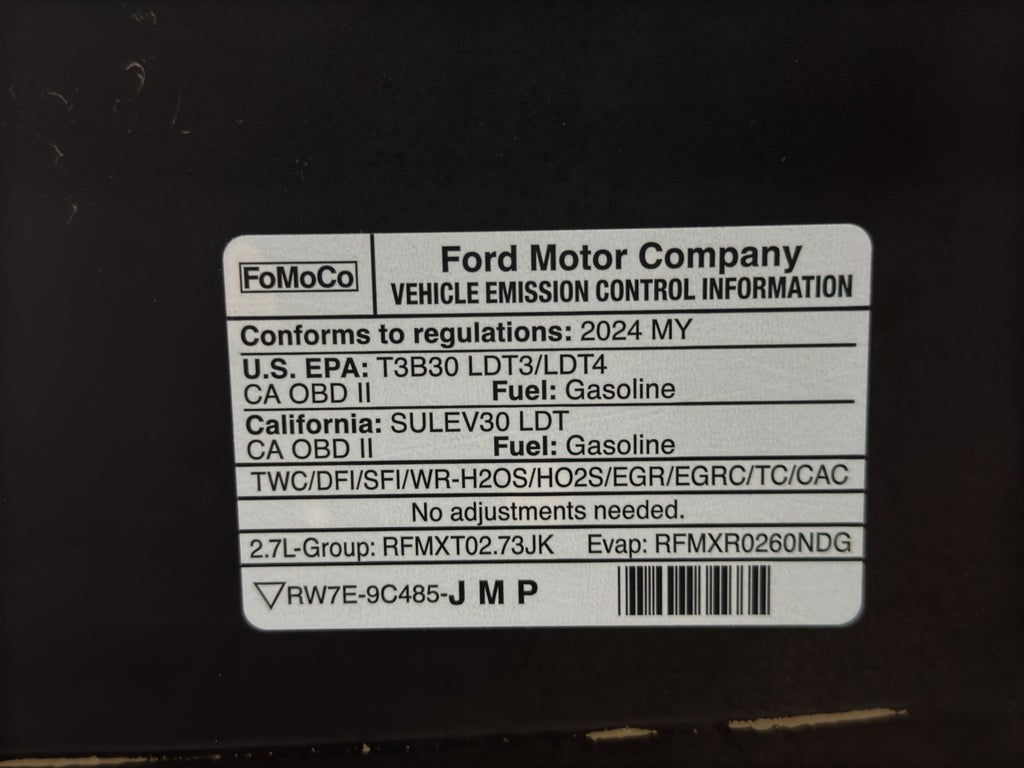 FoMoCo
Ford Motor Company
VEHICLE EMISSION CONTROL INFORMATION
Conforms to regulations: 2024 MY
U.S. EPA: T3B30 LDT3/LDT4
CA OBD II Fuel: Gasoline
California: SULEV30 LDT
CA OBD II Fuel: Gasoline
TWC/DFI/SFI/WR-H2OS/HO2S/EGR/EGRC/TC/CAC
No adjustments needed.
2.7L-Group: RFMXT02.73JK Evap: RFMXR0260NDG
RW7E-9C485-J M P